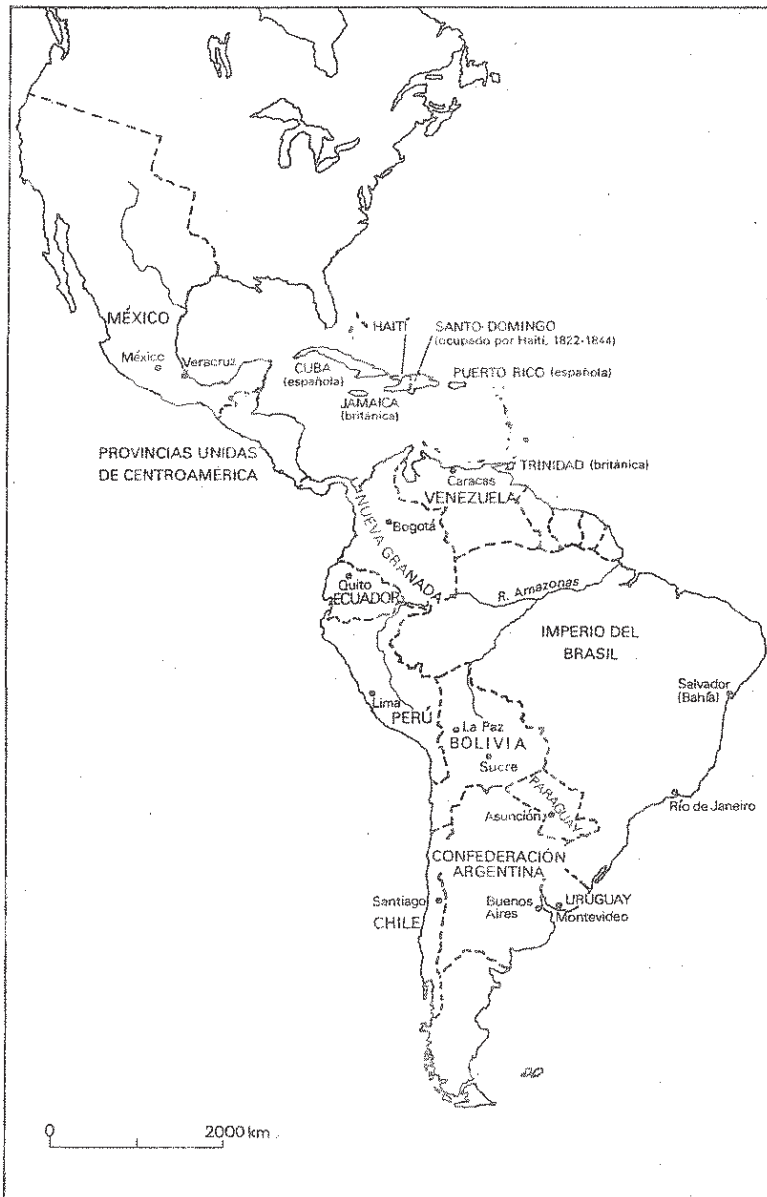 MÉXICO
México
Veracruz
HAITÍ
SANTO DOMINGO
(ocupado por Haití, 1822-1844)
CUBA
(española)
JAMAICA
(británica)
PUERTO RICO (española)
PROVINCIAS UNIDAS
DE CENTROAMÉRICA
TRINIDAD (británica)
Caracas
VENEZUELA
NUEVA GRANADA
Bogotá
Quito
ECUADOR
R. Amazonas
IMPERIO DEL
BRASIL
Salvador
(Bahía)
Lima
PERÚ
La Paz
BOLIVIA
Sucre
PARAGUAY
Asunción
Río de Janeiro
CONFEDERACIÓN
ARGENTINA
Santiago
CHILE
Buenos
Aires
URUGUAY
Montevideo
0 2000 km